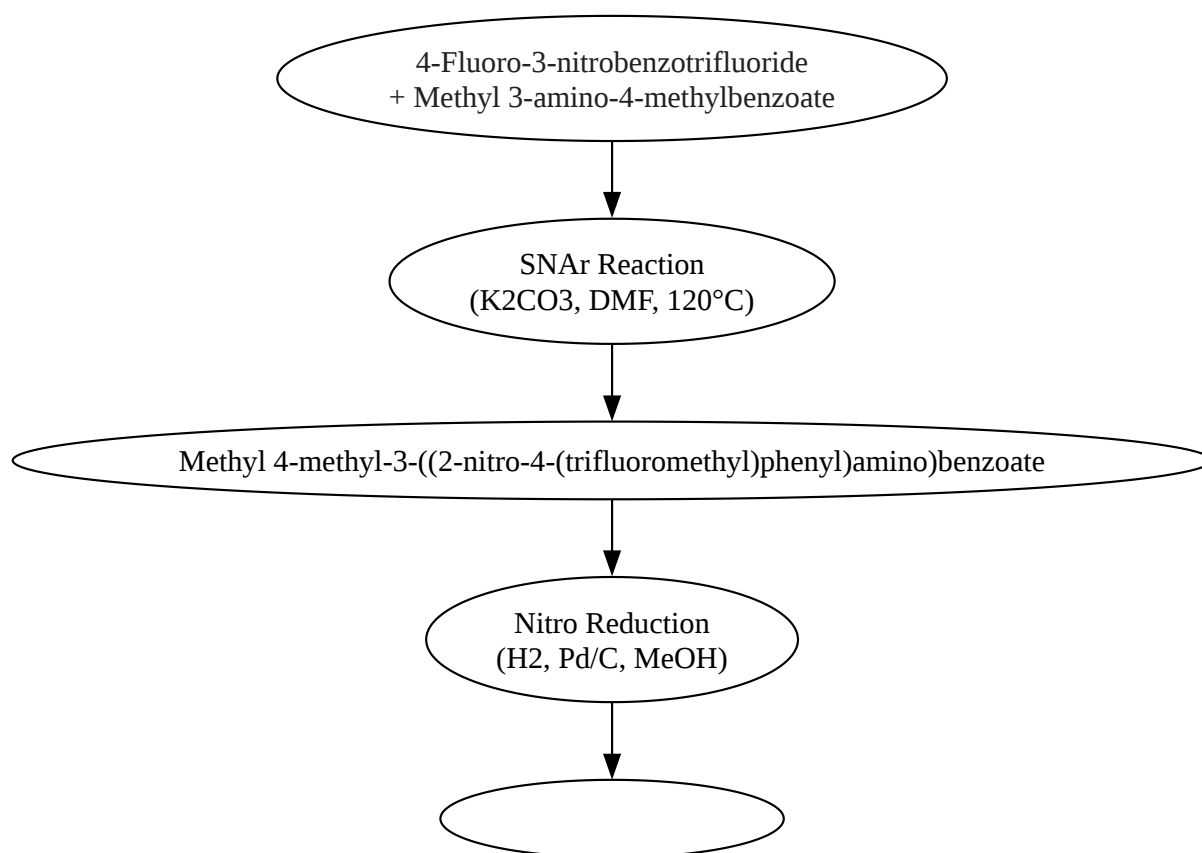 4-Fluoro-3-nitrobenzotrifluoride
+ Methyl 3-amino-4-methylbenzoate
SNAr Reaction
(K2CO3, DMF, 120°C)
Methyl 4-methyl-3-((2-nitro-4-(trifluoromethyl)phenyl)amino)benzoate
Nitro Reduction
(H2, Pd/C, MeOH)